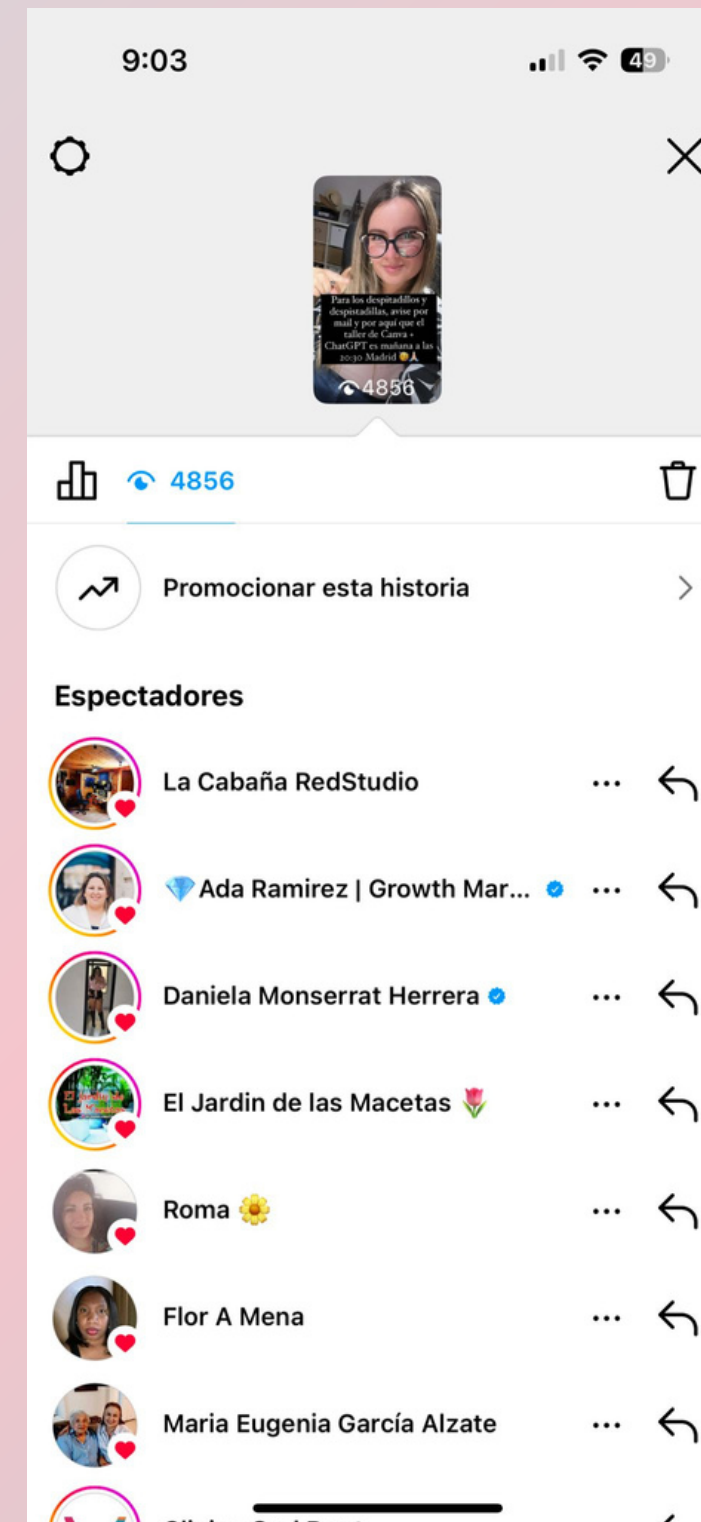 9:03
49
Para los despitadillos y
despistadillas, avise por
mail y por aquí que el
taller de Canva +
ChatGPT es mañana a las
20:30 Madrid 🥲🙏🏻
4856
4856
Promocionar esta historia
Espectadores
La Cabaña RedStudio
💎Ada Ramirez | Growth Mar...
Daniela Monserrat Herrera
El Jardin de las Macetas 🌷
Roma 🌼
Flor A Mena
Maria Eugenia García Alzate